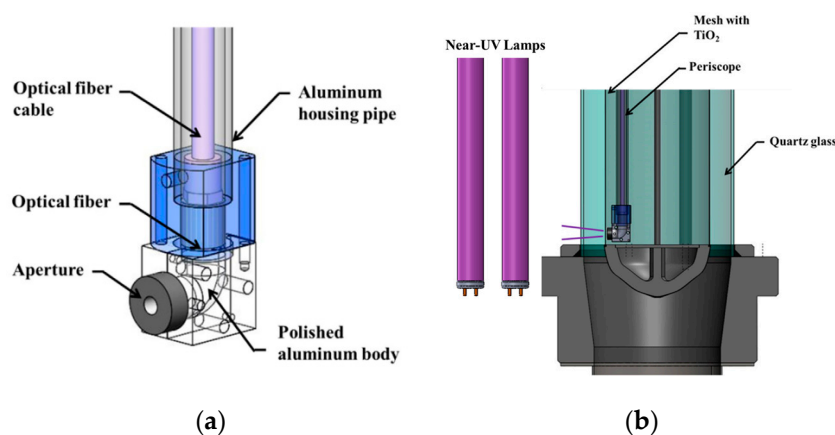 Optical fiber
cable
Aluminum
housing pipe
Optical fiber
Aperture
Polished
aluminum body
(a)
Mesh with
TiO₂
Near-UV Lamps
Periscope
Quartz glass
(b)